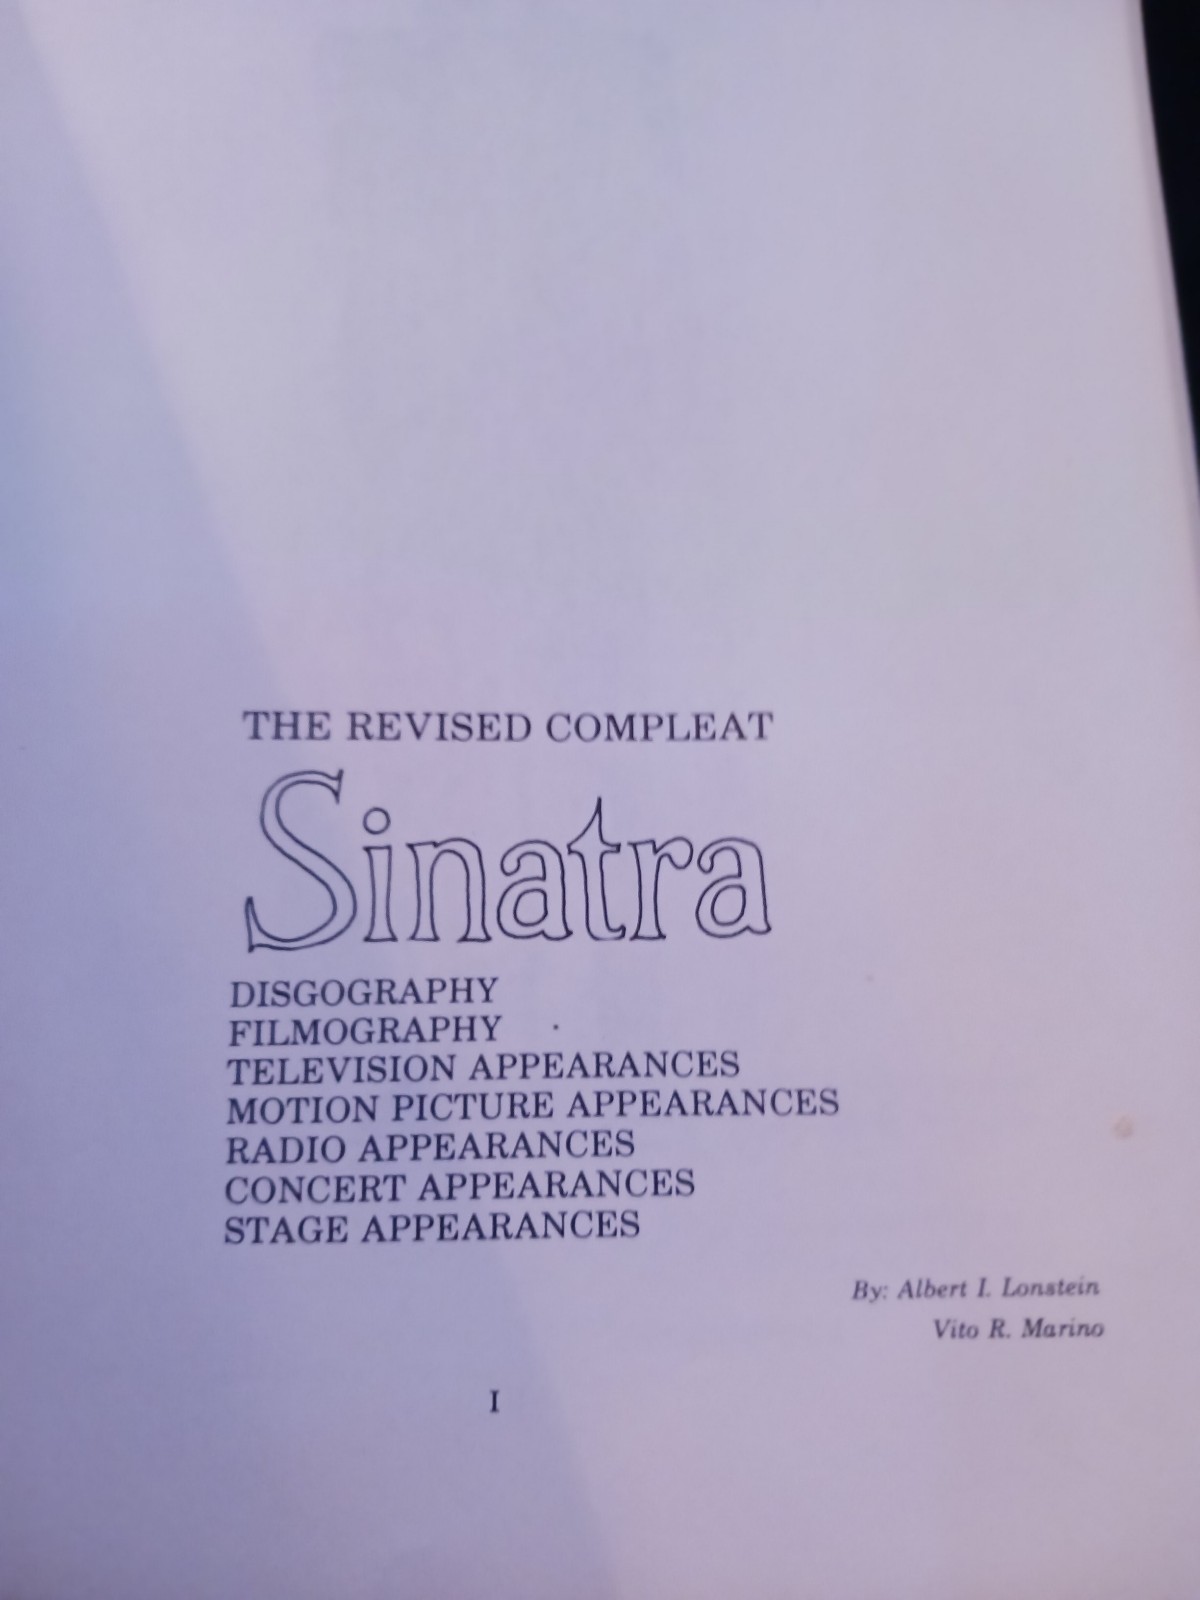 THE REVISED COMPLEAT
Sinatra
DISGOGRAPHY
FILMOGRAPHY
TELEVISION APPEARANCES
MOTION PICTURE APPEARANCES
RADIO APPEARANCES
CONCERT APPEARANCES
STAGE APPEARANCES
By: Albert I. Lonstein
Vito R. Marino
I